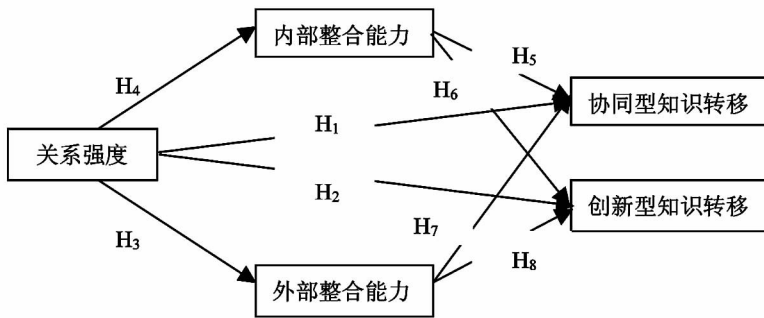 内部整合能力
H₅
H₄
H₆
协同型知识转移
H₁
关系强度
H₂
创新型知识转移
H₃
H₇
H₈
外部整合能力